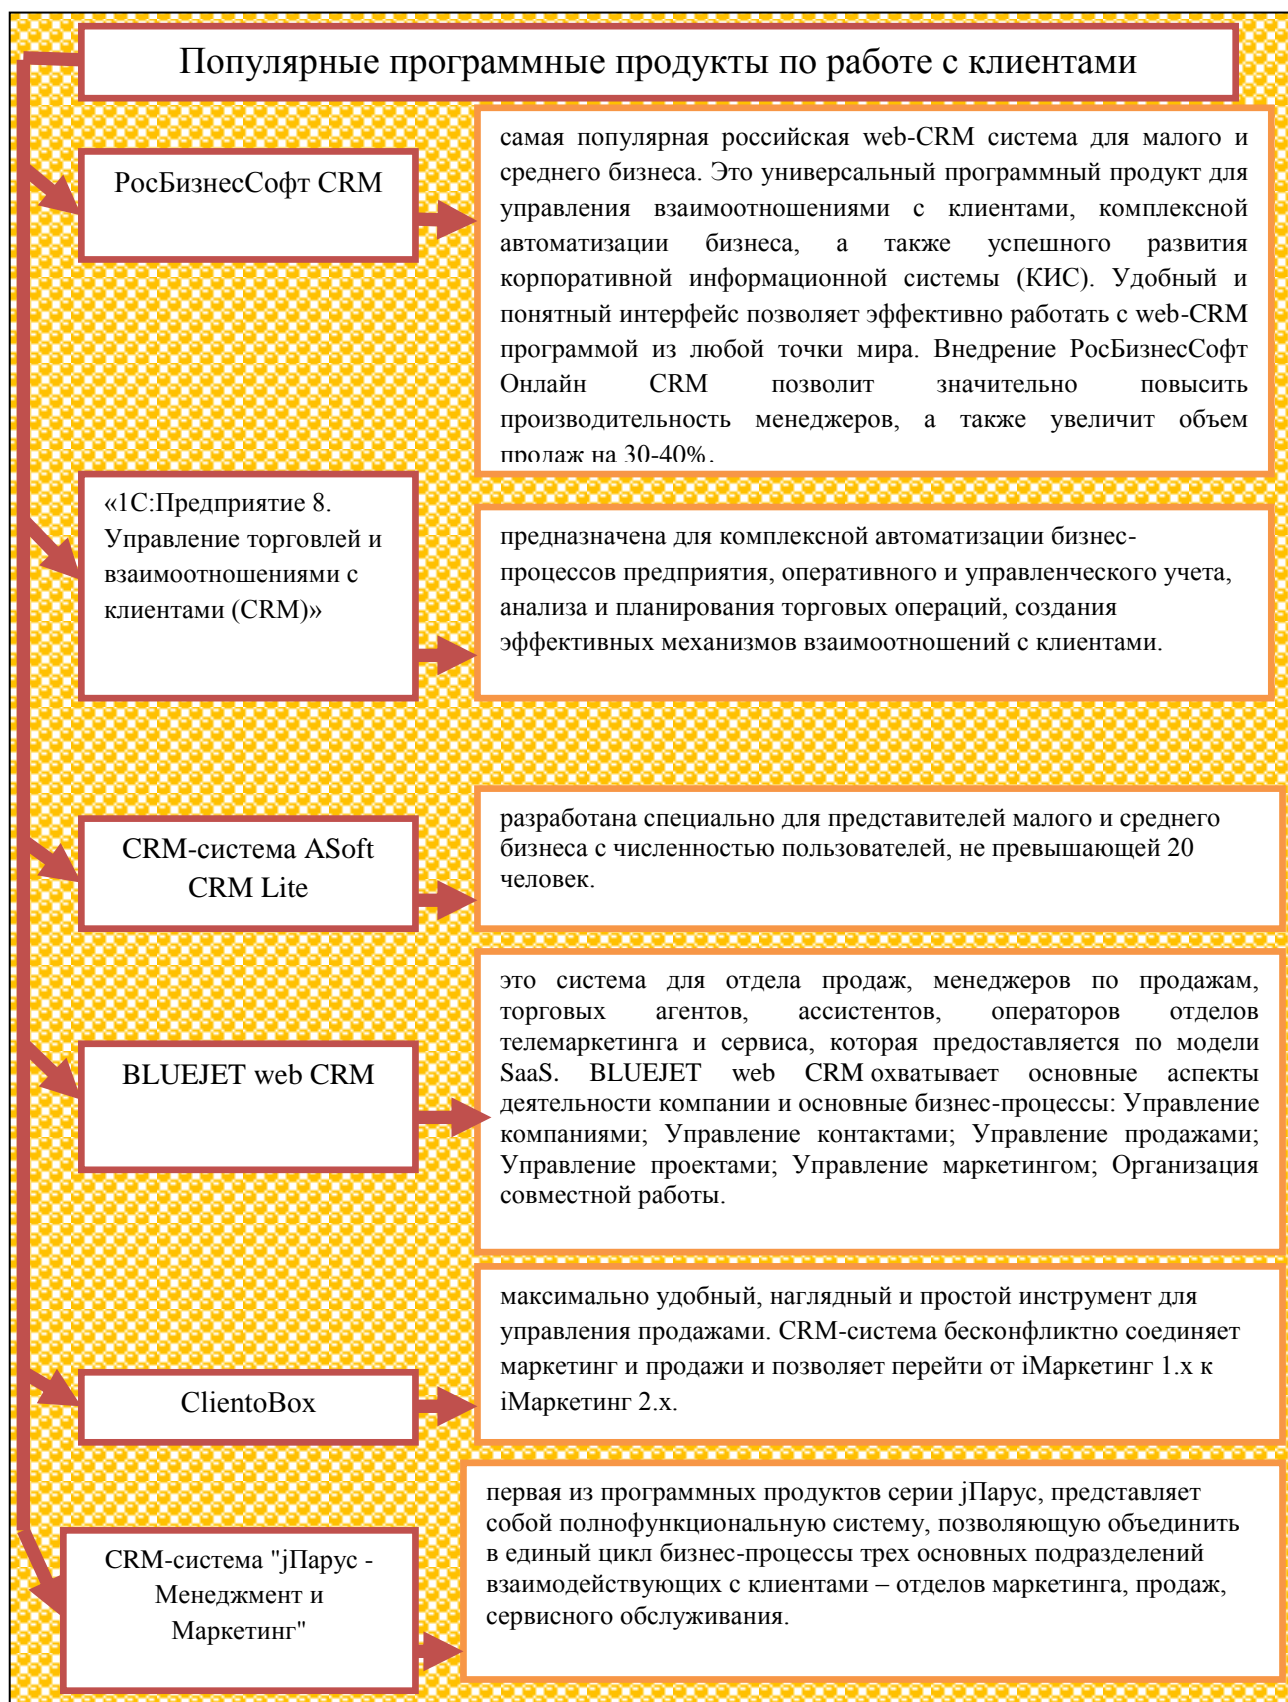 Популярные программные продукты по работе с клиентами
РосБизнесСофт CRM
самая популярная российская web-CRM система для малого и
среднего бизнеса. Это универсальный программный продукт для
управления взаимоотношениями с клиентами, комплексной
автоматизации бизнеса, а также успешного развития
корпоративной информационной системы (КИС). Удобный и
понятный интерфейс позволяет эффективно работать с web-CRM
программой из любой точки мира. Внедрение РосБизнесСофт
Онлайн CRM позволит значительно повысить
производительность менеджеров, а также увеличит объем
продаж на 30-40%.
«1С:Предприятие 8.
Управление торговлей и
взаимоотношениями с
клиентами (CRM)»
предназначена для комплексной автоматизации бизнес-
процессов предприятия, оперативного и управленческого учета,
анализа и планирования торговых операций, создания
эффективных механизмов взаимоотношений с клиентами.
CRM-система ASoft
CRM Lite
разработана специально для представителей малого и среднего
бизнеса с численностью пользователей, не превышающей 20
человек.
BLUEJET web CRM
это система для отдела продаж, менеджеров по продажам,
торговых агентов, ассистентов, операторов отделов
телемаркетинга и сервиса, которая предоставляется по модели
SaaS. BLUEJET web CRM охватывает основные аспекты
деятельности компании и основные бизнес-процессы: Управление
компаниями; Управление контактами; Управление продажами;
Управление проектами; Управление маркетингом; Организация
совместной работы.
ClientoBox
максимально удобный, наглядный и простой инструмент для
управления продажами. CRM-система бесконфликтно соединяет
маркетинг и продажи и позволяет перейти от iМаркетинг 1.x к
iМаркетинг 2.x.
CRM-система "jПарус -
Менеджмент и
Маркетинг"
первая из программных продуктов серии jПарус, представляет
собой полнофункциональную систему, позволяющую объединить
в единый цикл бизнес-процессы трех основных подразделений
взаимодействующих с клиентами – отделов маркетинга, продаж,
сервисного обслуживания.